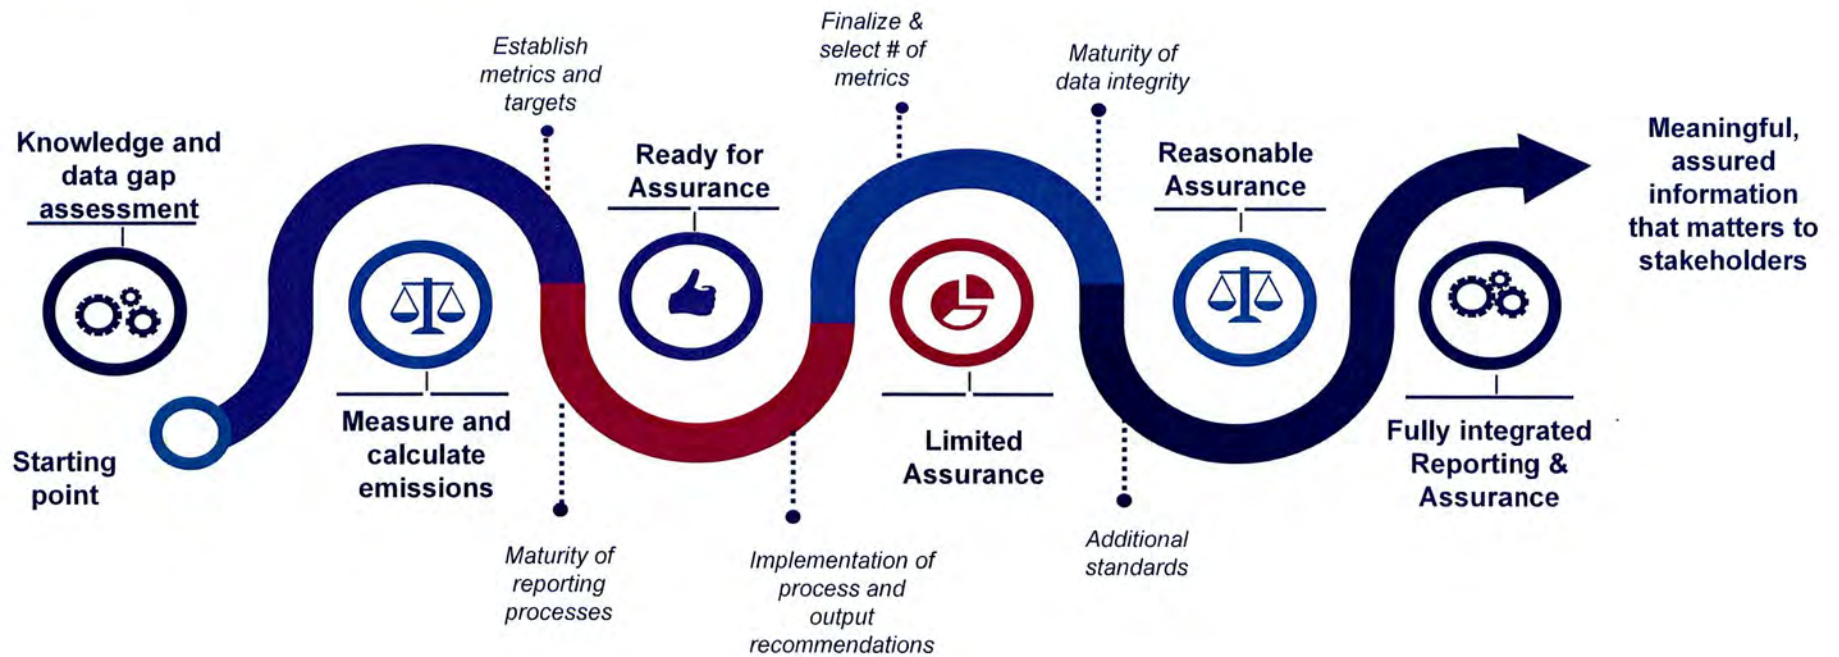 Knowledge and
data gap
assessment
Starting
point
Measure and
calculate
emissions
Establish
metrics and
targets
Maturity of
reporting
processes
Ready for
Assurance
Implementation of
process and
output
recommendations
Finalize &
select # of
metrics
Limited
Assurance
Maturity of
data integrity
Additional
standards
Reasonable
Assurance
Fully integrated
Reporting &
Assurance
Meaningful,
assured
information
that matters to
stakeholders